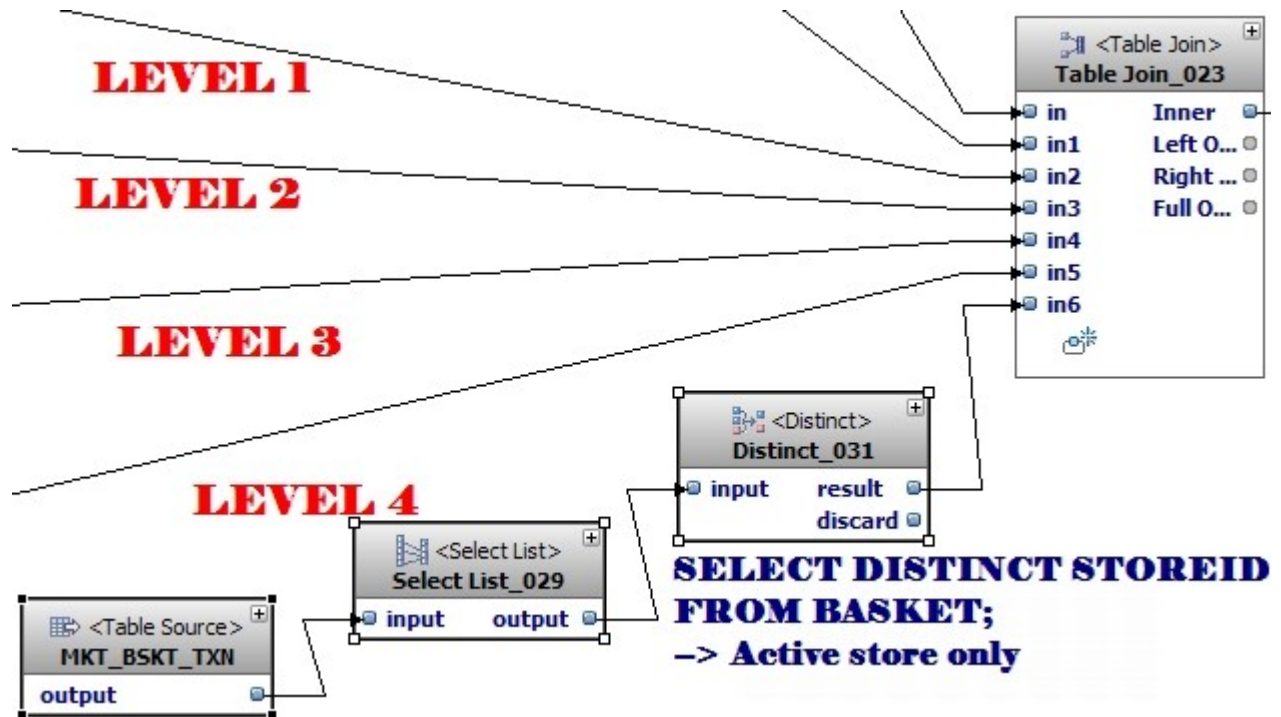 <Table Join>
Table Join_023
in Inner
in1 Left O...
in2 Right ...
in3 Full O...
in4
in5
in6
LEVEL 1
LEVEL 2
LEVEL 3
LEVEL 4
<Distinct>
Distinct_031
input result
discard
<Select List>
Select List_029
input output
<Table Source>
MKT_BSKT_TXN
output
SELECT DISTINCT STOREID
FROM BASKET;
–> Active store only